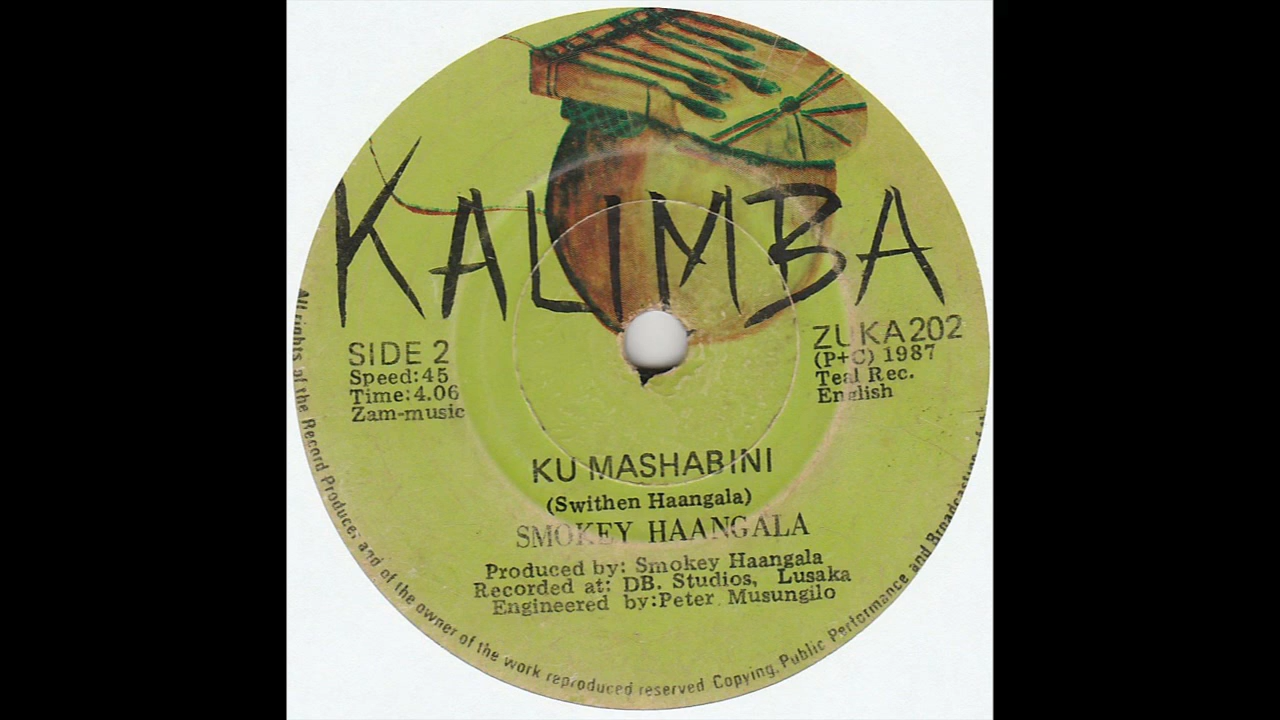 KALIMBA
SIDE 2
Speed:45
Time:4.06
Zam-music
ZUKA202
(P+C) 1987
Teal Rec.
English
KU MASHABINI
(Swithen Haangala)
SMOKEY HAANGALA
Produced by: Smokey Haangala
Recorded at: DB. Studios, Lusaka
Engineered by:Peter Musungilo
All rights of the Record Producer and of the owner of the work reproduced reserved Copying, Public Performance and Broadcasting of